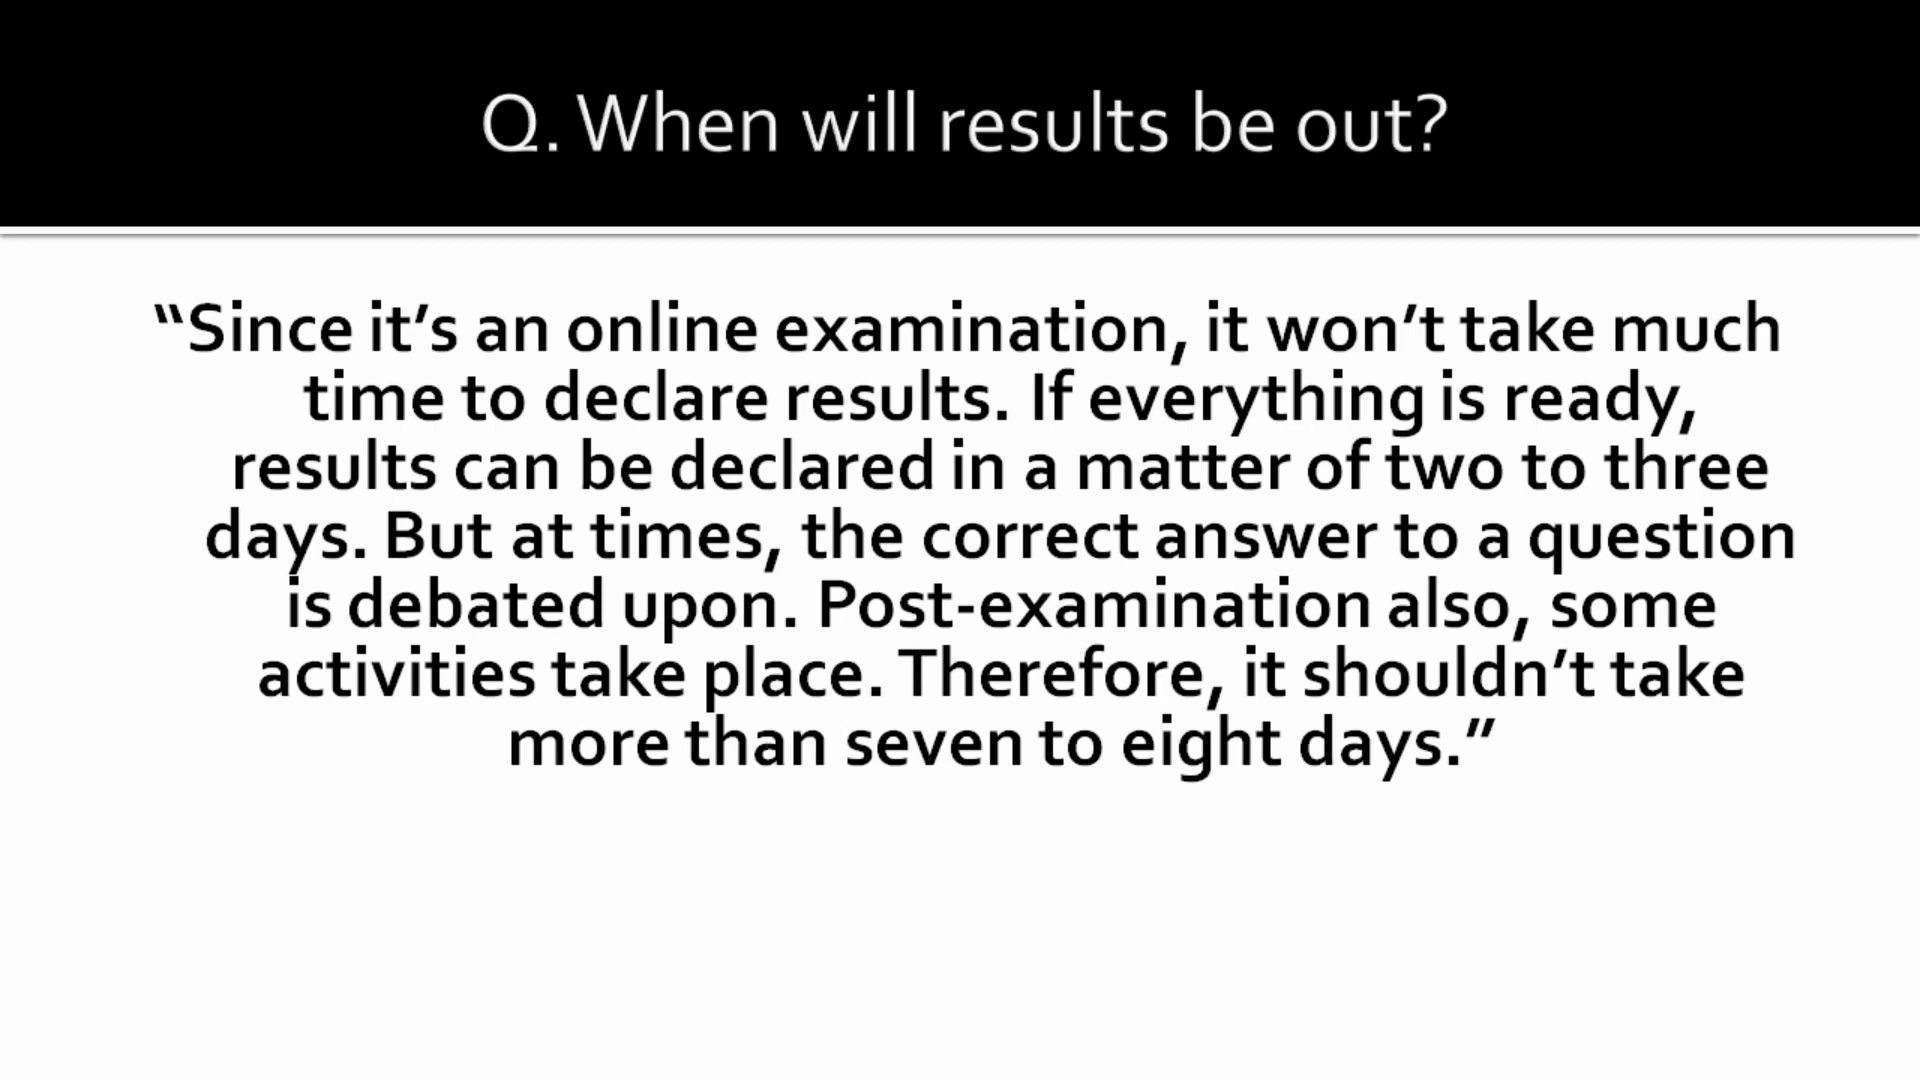 Q. When will results be out?
“Since it’s an online examination, it won’t take much
time to declare results. If everything is ready,
results can be declared in a matter of two to three
days. But at times, the correct answer to a question
is debated upon. Post-examination also, some
activities take place. Therefore, it shouldn’t take
more than seven to eight days.”